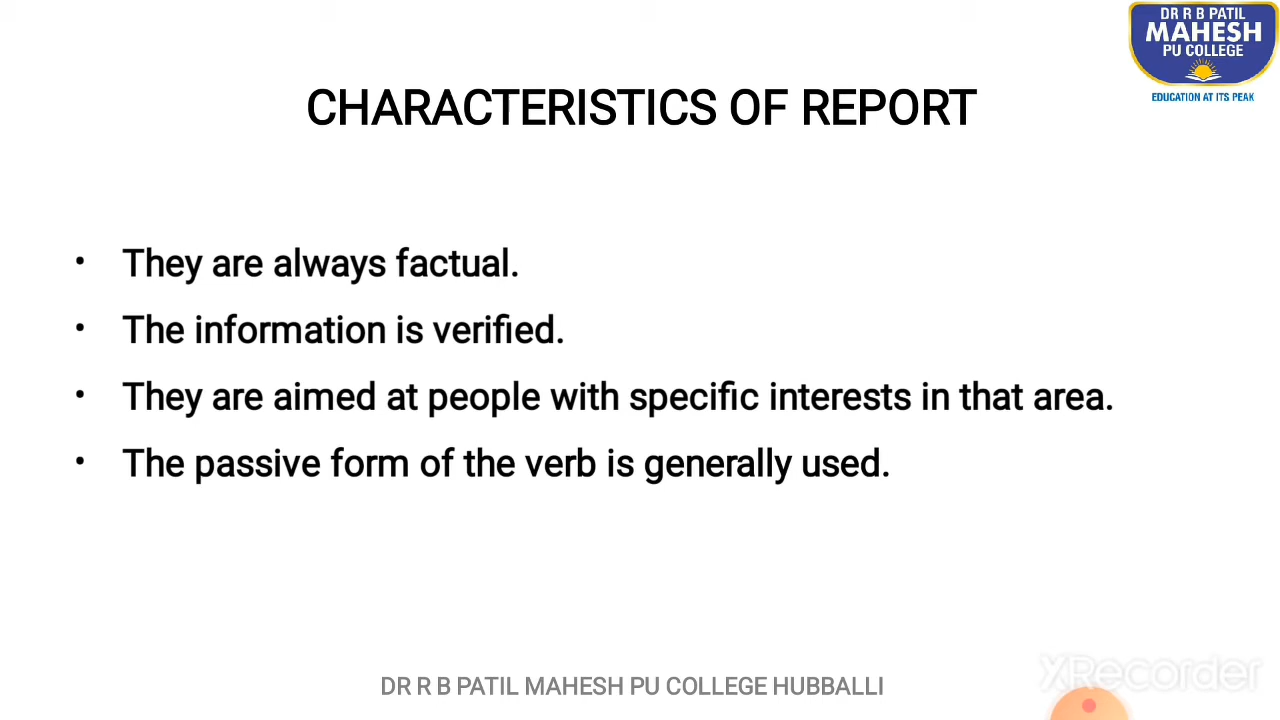 DR R B PATIL
MAHESH
PU COLLEGE
EDUCATION AT ITS PEAK
CHARACTERISTICS OF REPORT
• They are always factual.
• The information is verified.
• They are aimed at people with specific interests in that area.
• The passive form of the verb is generally used.
DR R B PATIL MAHESH PU COLLEGE HUBBALLI
XRecorder